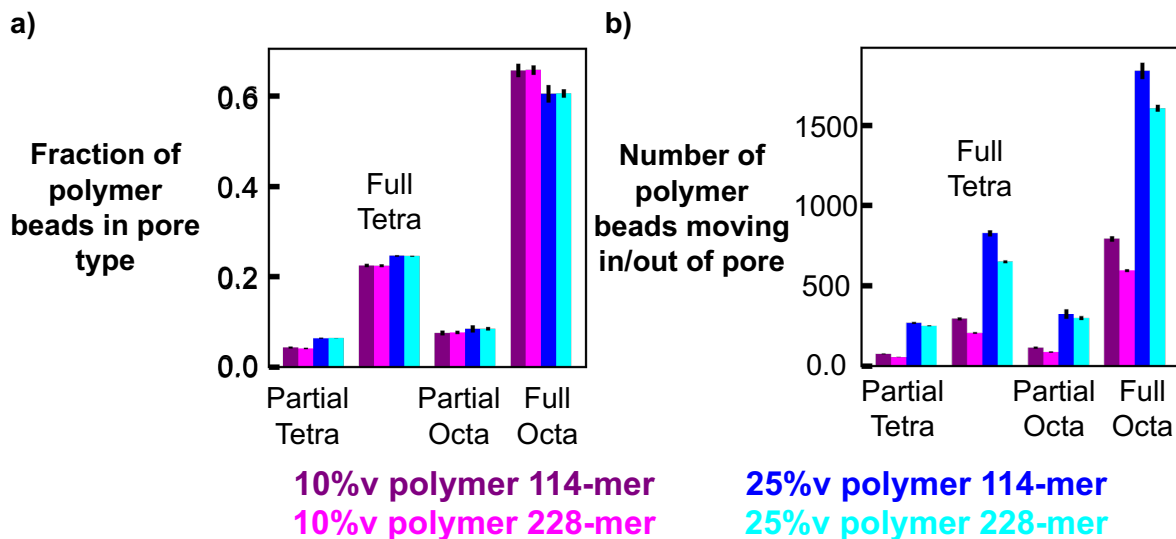 a)
Fraction of
polymer
beads in pore
type
0.6
0.4
0.2
0.0
Full
Tetra
Partial
Tetra
Partial
Octa
Full
Octa
b)
Number of
polymer
beads moving
in/out of pore
1500
1000
500
0.0
Full
Tetra
Partial
Tetra
Partial
Octa
Full
Octa
10%v polymer 114-mer
10%v polymer 228-mer
25%v polymer 114-mer
25%v polymer 228-mer